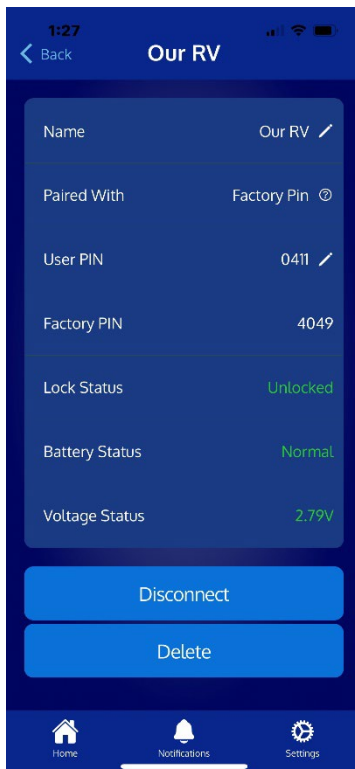 1:27
Back Our RV
Name Our RV
Paired With Factory Pin
User PIN 0411
Factory PIN 4049
Lock Status Unlocked
Battery Status Normal
Voltage Status 2.79V
Disconnect
Delete
Home Notifications Settings